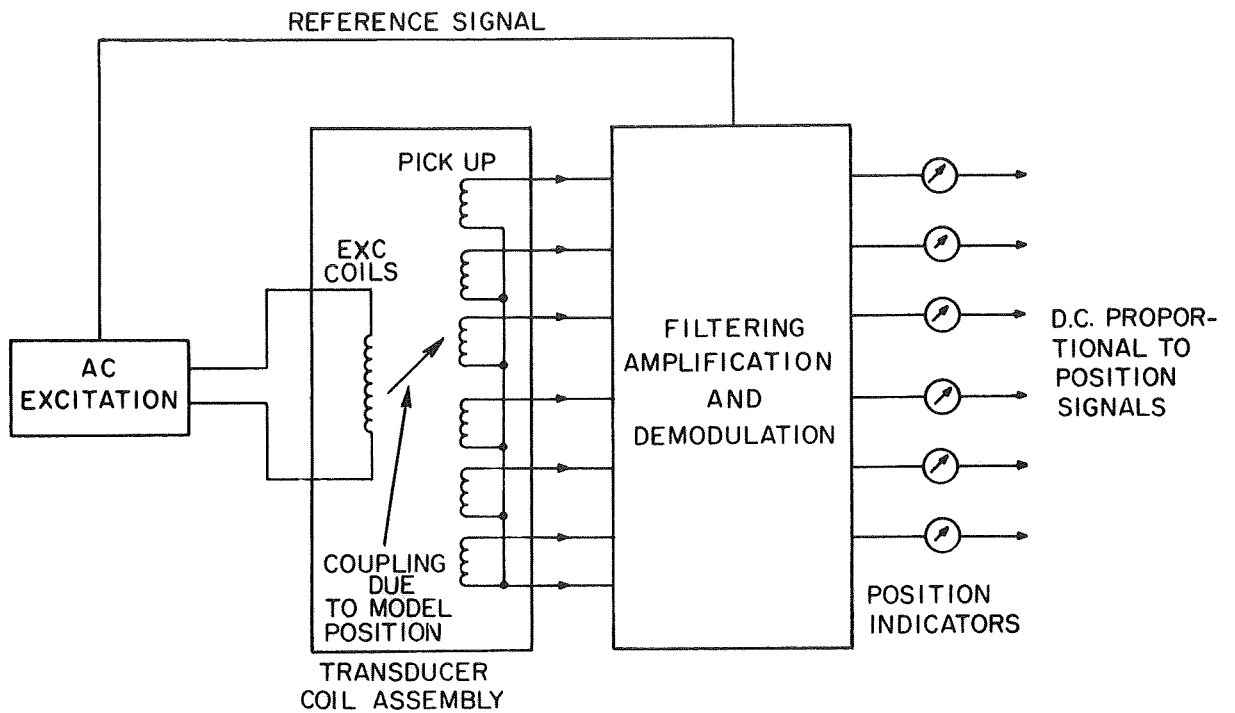 REFERENCE SIGNAL
PICK UP
EXC
COILS
AC
EXCITATION
COUPLING
DUE
TO MODEL
POSITION
TRANSDUCER
COIL ASSEMBLY
FILTERING
AMPLIFICATION
AND
DEMODULATION
D.C. PROPOR-
TIONAL TO
POSITION
SIGNALS
POSITION
INDICATORS